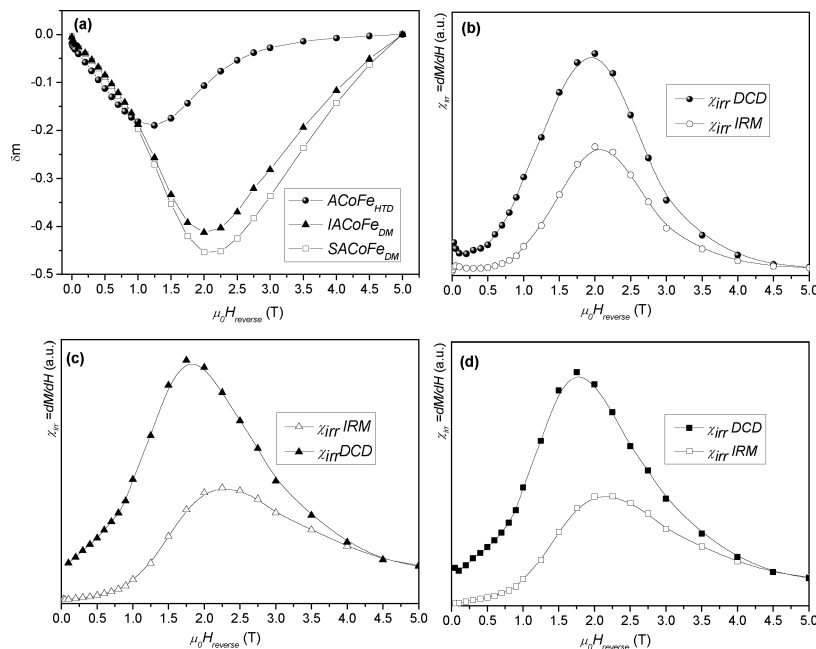 (a)
0.0
-0.1
-0.2
-0.3
-0.4
-0.5
δm
ACoFeHTD
IACoFeDM
SACoFeDM
0.0 0.5 1.0 1.5 2.0 2.5 3.0 3.5 4.0 4.5 5.0
μ0Hreverse (T)
(b)
χirr =dM/dH (a.u.)
χirr DCD
χirr IRM
0.0 0.5 1.0 1.5 2.0 2.5 3.0 3.5 4.0 4.5 5.0
μ0Hreverse (T)
(c)
χirr =dM/dH (a.u.)
χirr IRM
χirrDCD
0.0 0.5 1.0 1.5 2.0 2.5 3.0 3.5 4.0 4.5 5.0
μ0Hreverse (T)
(d)
χirr =dM/dH (a.u.)
χirr DCD
χirr IRM
0.0 0.5 1.0 1.5 2.0 2.5 3.0 3.5 4.0 4.5 5.0
μ0Hreverse (T)